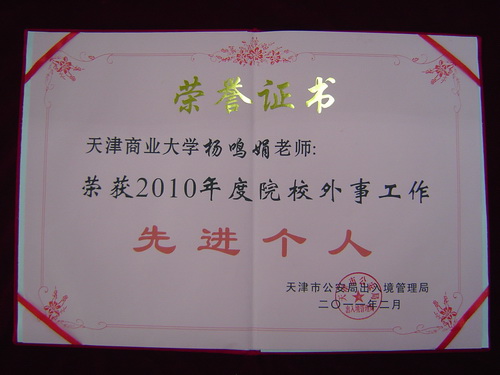 荣誉证书
天津商业大学杨鸣娟老师:
荣获2010年度院校外事工作
先进个人
天津市公安局出入境管理局
二〇一一年二月